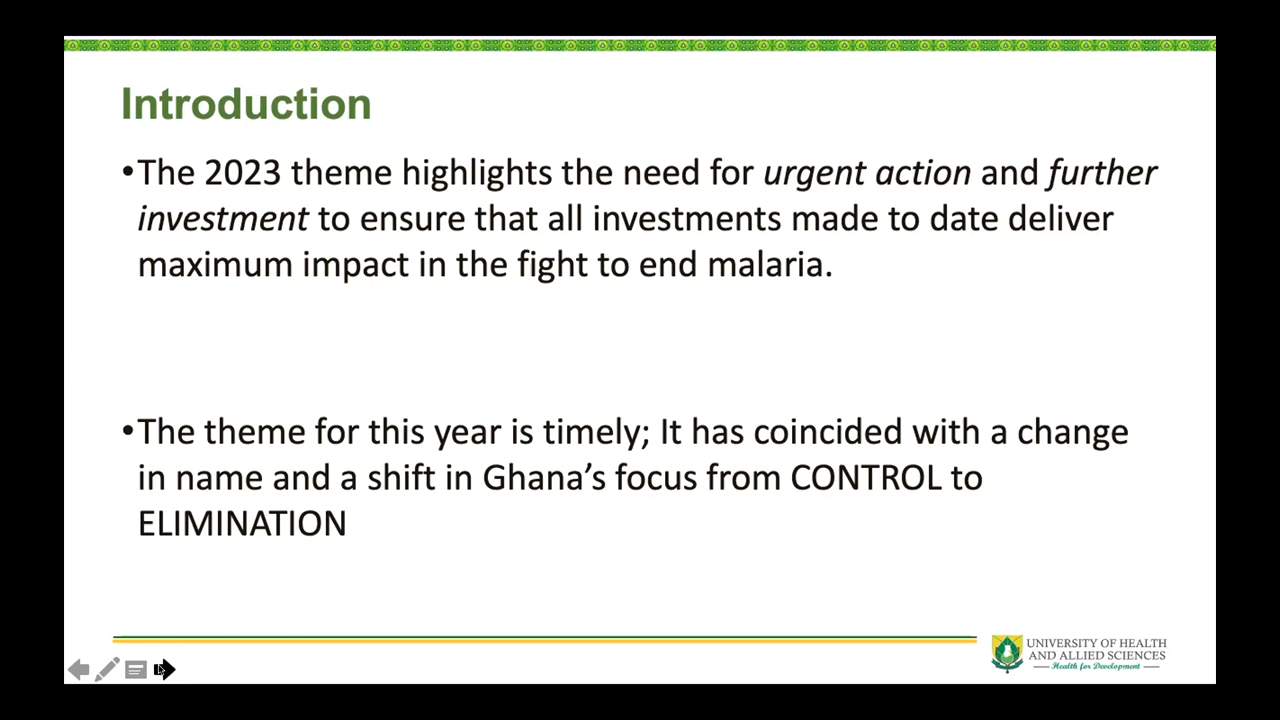 Introduction
•The 2023 theme highlights the need for urgent action and further
investment to ensure that all investments made to date deliver
maximum impact in the fight to end malaria.
•The theme for this year is timely; It has coincided with a change
in name and a shift in Ghana’s focus from CONTROL to
ELIMINATION
UNIVERSITY OF HEALTH
AND ALLIED SCIENCES
Health for Development